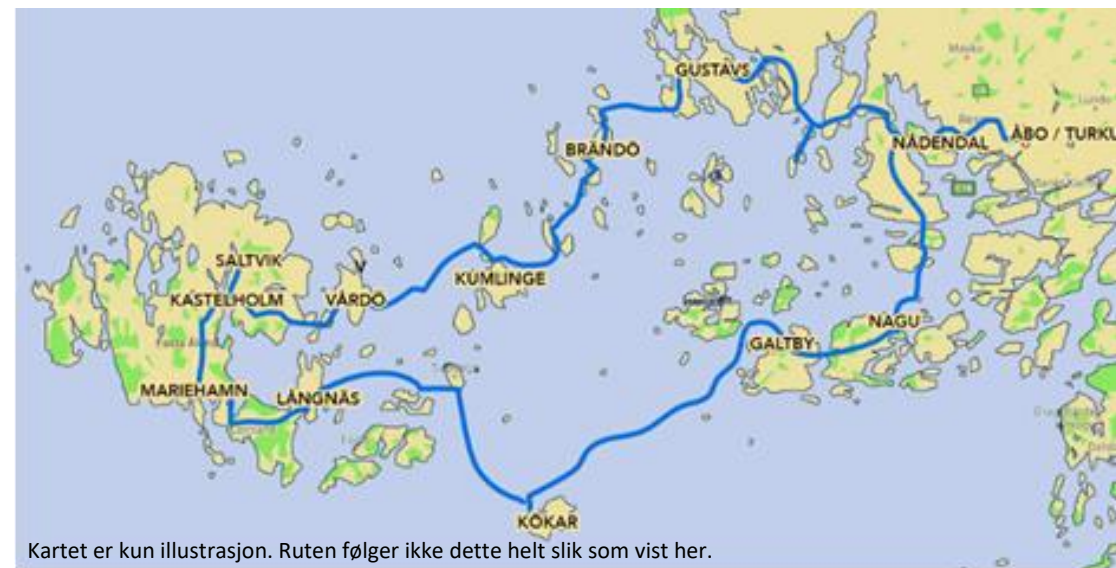 GUSTAVS
BRÄNDÖ
NÅDENDAL
ÅBO / TURKU
SALTVIK
KASTELHOLM
VÅRDÖ
KUMLINGE
NAGU
GALTBY
MARIEHAMN
LÅNGNÄS
KÖKAR
Kartet er kun illustrasjon. Ruten følger ikke dette helt slik som vist her.